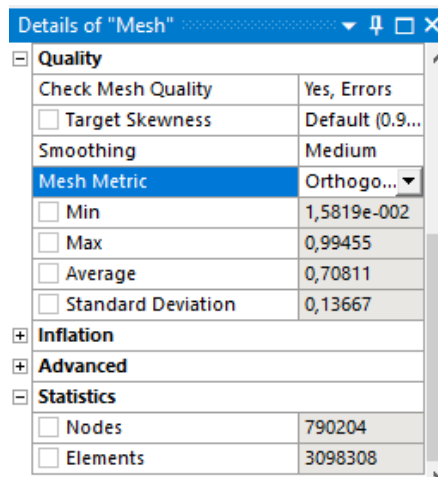 Details of "Mesh"
Quality
Check Mesh Quality Yes, Errors
Target Skewness Default (0.9...
Smoothing Medium
Mesh Metric Orthogo...
Min 1,5819e-002
Max 0,99455
Average 0,70811
Standard Deviation 0,13667
Inflation
Advanced
Statistics
Nodes 790204
Elements 3098308